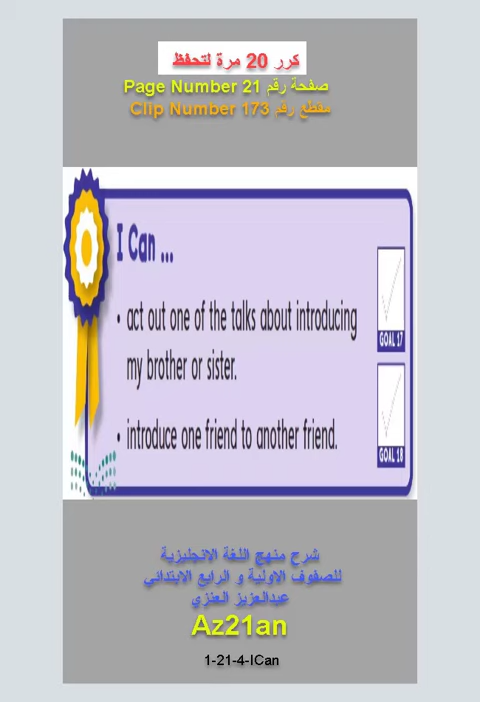 كرر 20 مرة لتحفظ
صفحة رقم Page Number 21
مقطع رقم Clip Number 173
I Can ...
• act out one of the talks about introducing
my brother or sister.
GOAL 17
• introduce one friend to another friend.
GOAL 18
شرح منهج اللغة الانجليزية
للصفوف الاولية و الرابع الابتدائي
عبدالعزيز العنزي
Az21an
1-21-4-ICan